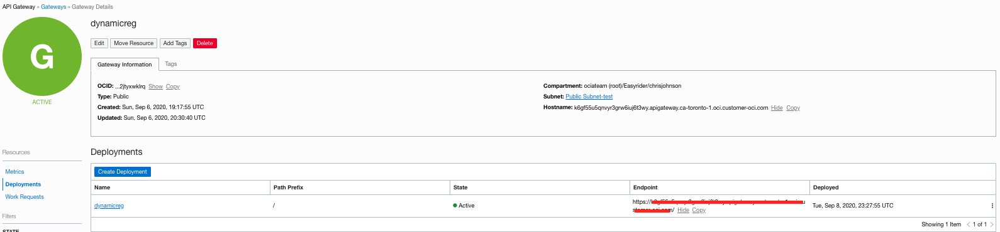 API Gateway » Gateways » Gateway Details
G
ACTIVE
dynamicreg
Edit Move Resource Add Tags Delete
Gateway Information Tags
OCID: ...2jtyxwklrq Show Copy
Type: Public
Created: Sun, Sep 6, 2020, 19:17:55 UTC
Updated: Sun, Sep 6, 2020, 20:30:40 UTC
Compartment: ociateam (root)/Easyrider/chrisjohnson
Subnet: Public Subnet-test
Hostname: k6gf55u5qnvyr3grw6iuj6t3wy.apigateway.ca-toronto-1.oci.customer-oci.com Hide Copy
Resources
Metrics
Deployments
Work Requests
Filters
STATE
Deployments
Create Deployment
Name Path Prefix State Endpoint Deployed
dynamicreg / Active https:// Hide Copy Tue, Sep 8, 2020, 23:27:55 UTC
Showing 1 Item < 1 of 1 >